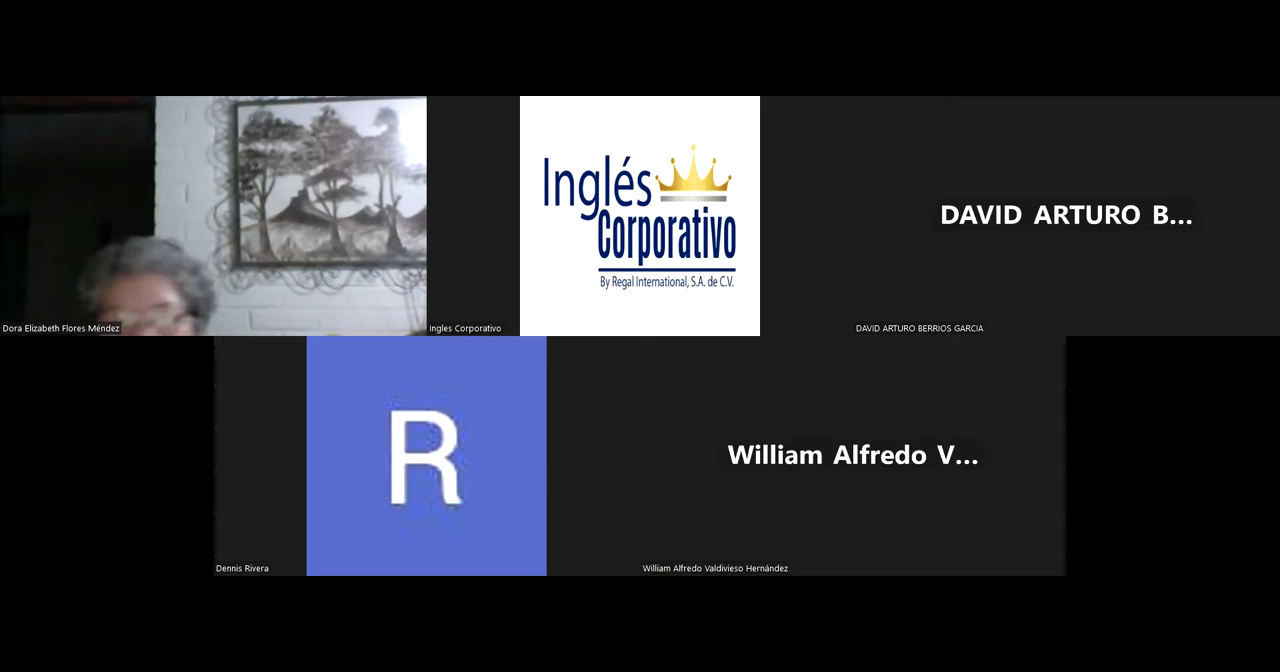 Dora Elizabeth Flores Méndez
Inglés
Corporativo
By Regal International, S.A. de C.V.
Ingles Corporativo
DAVID ARTURO B...
DAVID ARTURO BERRIOS GARCIA
R
Dennis Rivera
William Alfredo V...
William Alfredo Valdivieso Hernández